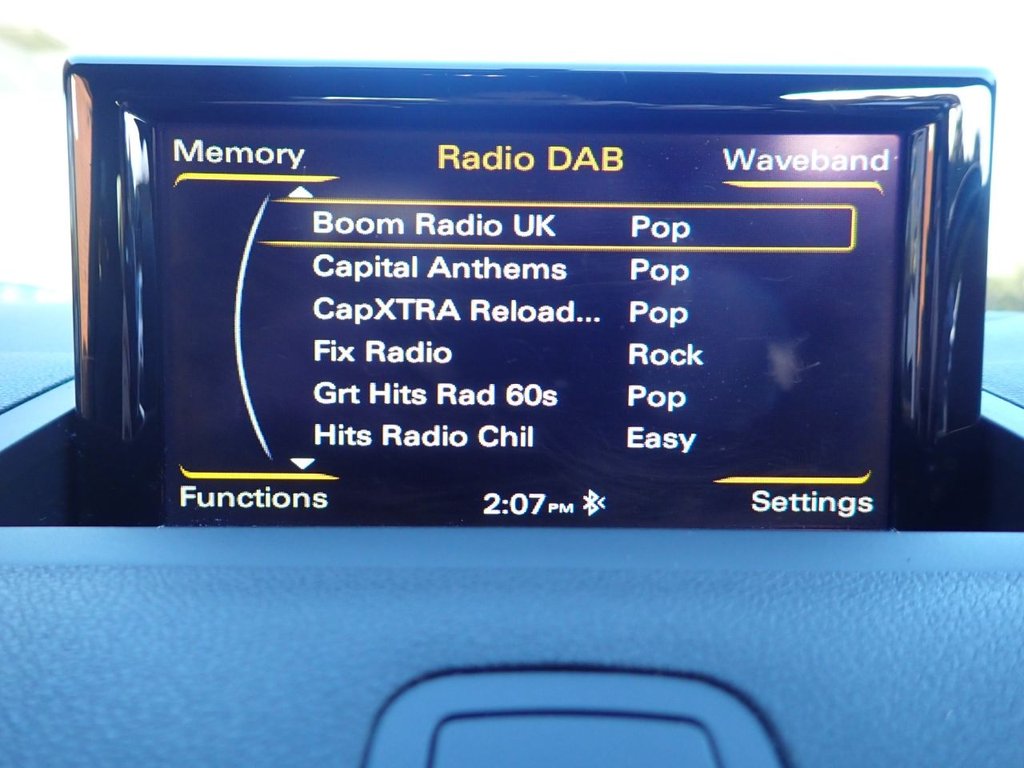 Memory Radio DAB Waveband
Boom Radio UK Pop
Capital Anthems Pop
CapXTRA Reload... Pop
Fix Radio Rock
Grt Hits Rad 60s Pop
Hits Radio Chil Easy
Functions 2:07PM Settings